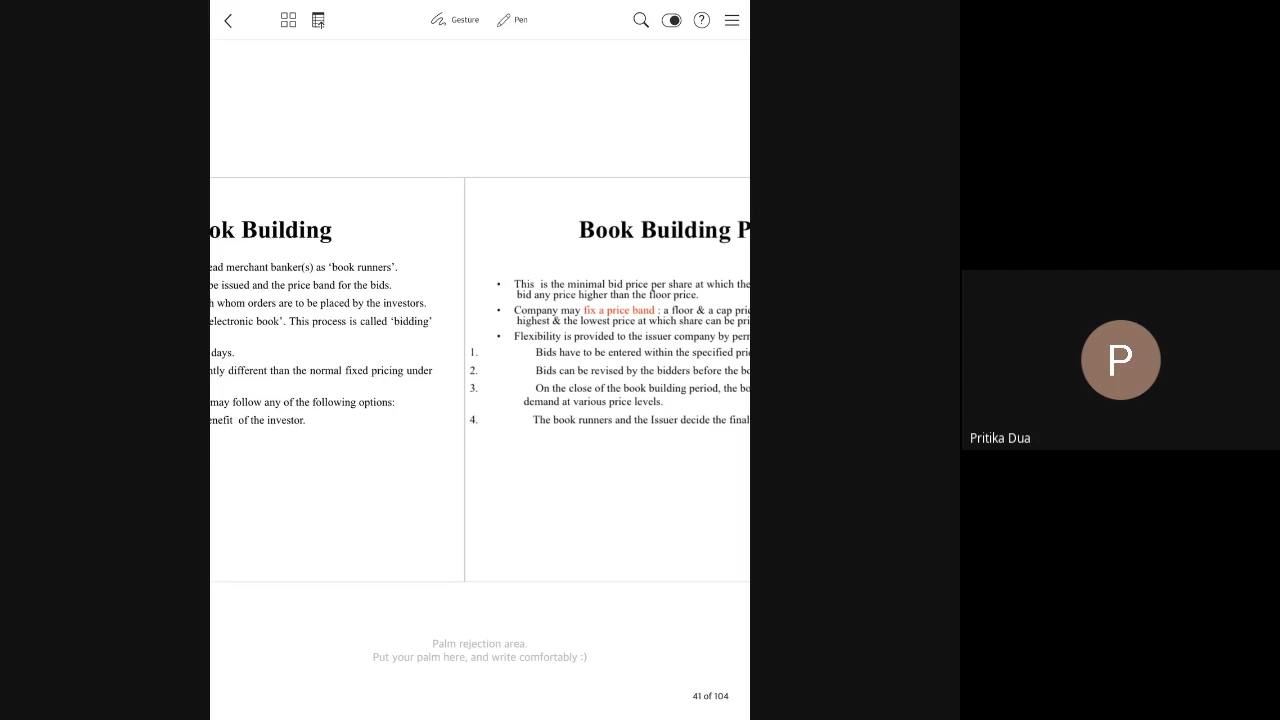 Gesture Pen
ok Building
ead merchant banker(s) as ‘book runners’.
be issued and the price band for the bids.
h whom orders are to be placed by the investors.
electronic book’. This process is called ‘bidding’
days.
ntly different than the normal fixed pricing under
may follow any of the following options:
enefit of the investor.
Book Building P
• This is the minimal bid price per share at which the
bid any price higher than the floor price.
• Company may fix a price band : a floor & a cap pric
highest & the lowest price at which share can be pri
• Flexibility is provided to the issuer company by perm
1. Bids have to be entered within the specified pric
2. Bids can be revised by the bidders before the bo
3. On the close of the book building period, the bo
demand at various price levels.
4. The book runners and the Issuer decide the final
Palm rejection area.
Put your palm here, and write comfortably :)
41 of 104
P
Pritika Dua